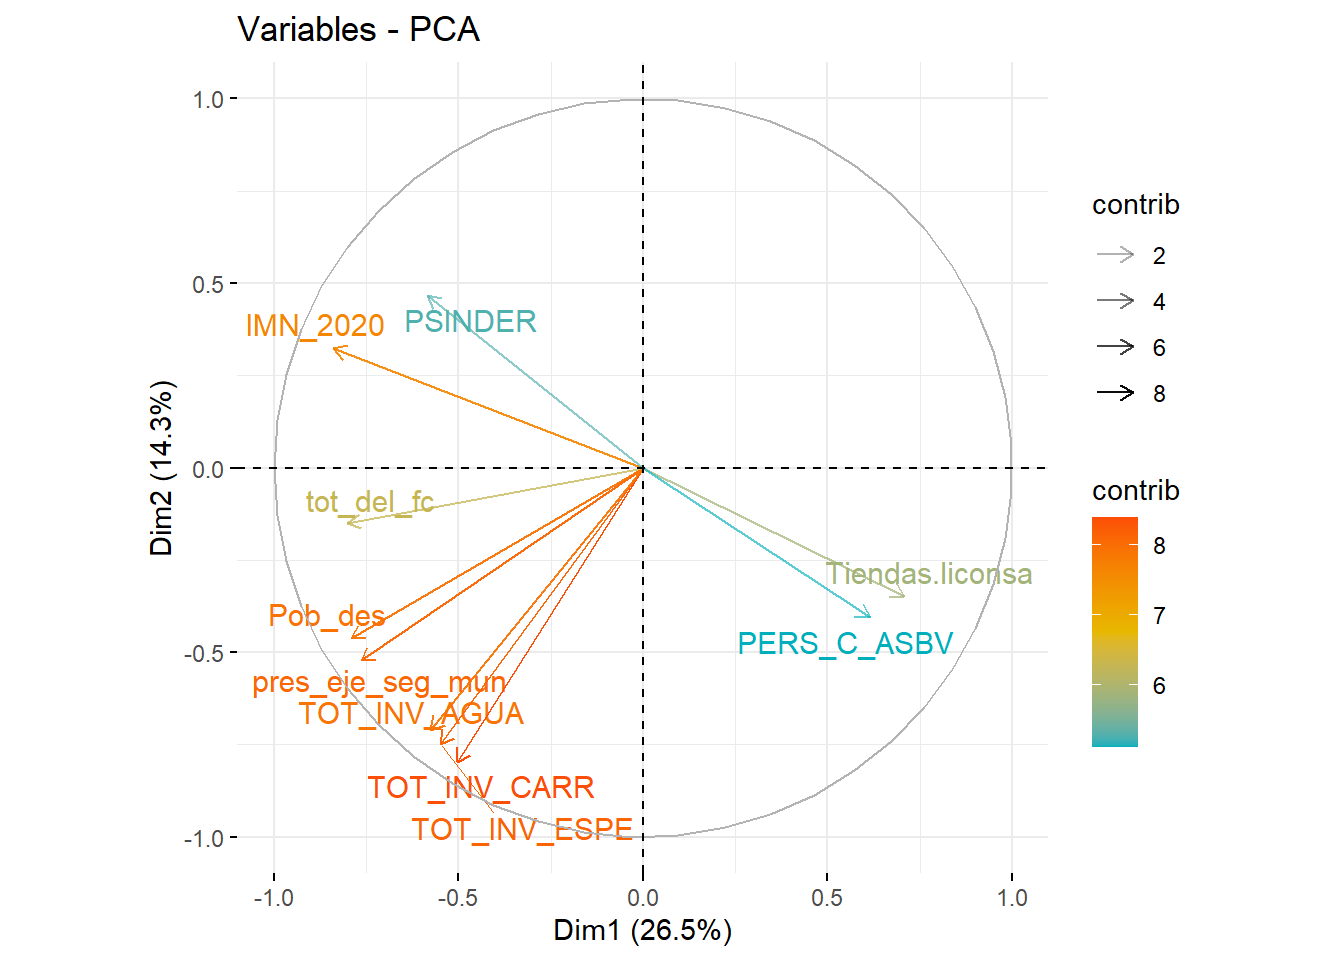 Variables - PCA
1.0
0.5
0.0
-0.5
-1.0
Dim2 (14.3%)
IMN_2020
PSINDER
tot_del_fc
Tiendas.liconsa
Pob_des
PERS_C_ASBV
pres_eje_seg_mun
TOT_INV_AGUA
TOT_INV_CARR
TOT_INV_ESPE
-1.0
-0.5
0.0
0.5
1.0
Dim1 (26.5%)
contrib
2
4
6
8
contrib
8
7
6